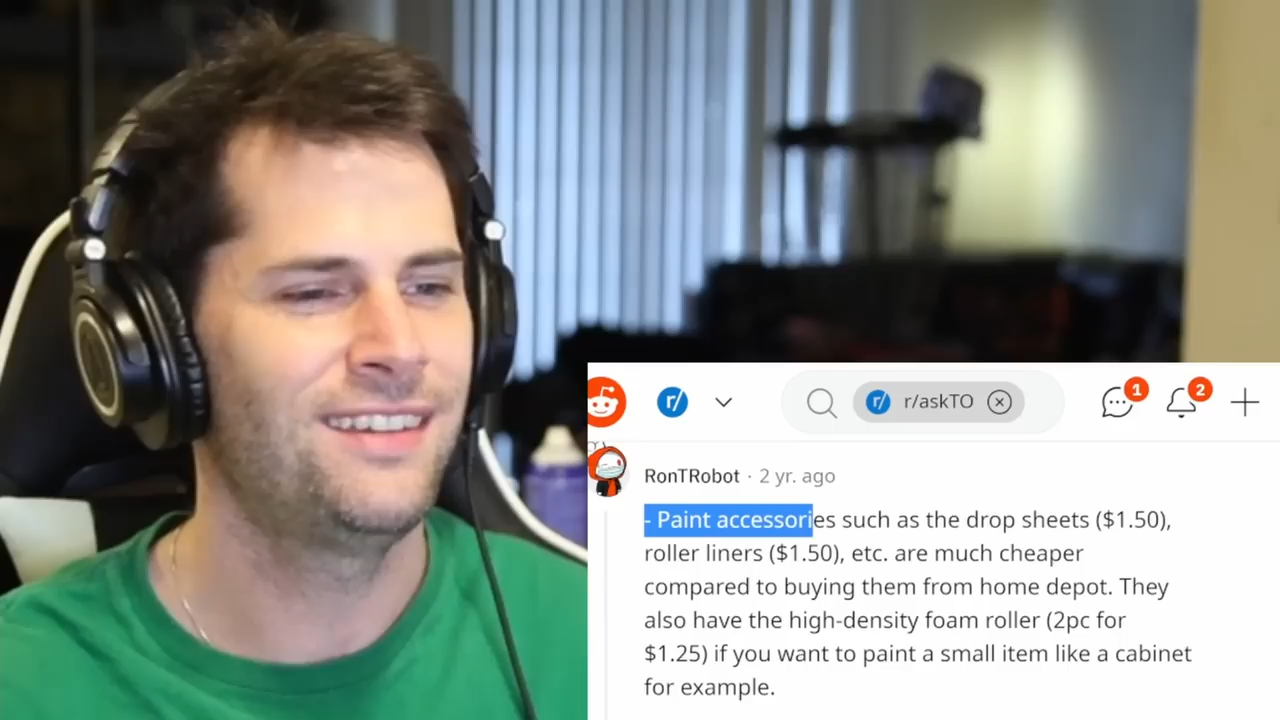 r/askTO
1
2
RonTRobot · 2 yr. ago
- Paint accessories such as the drop sheets ($1.50),
roller liners ($1.50), etc. are much cheaper
compared to buying them from home depot. They
also have the high-density foam roller (2pc for
$1.25) if you want to paint a small item like a cabinet
for example.